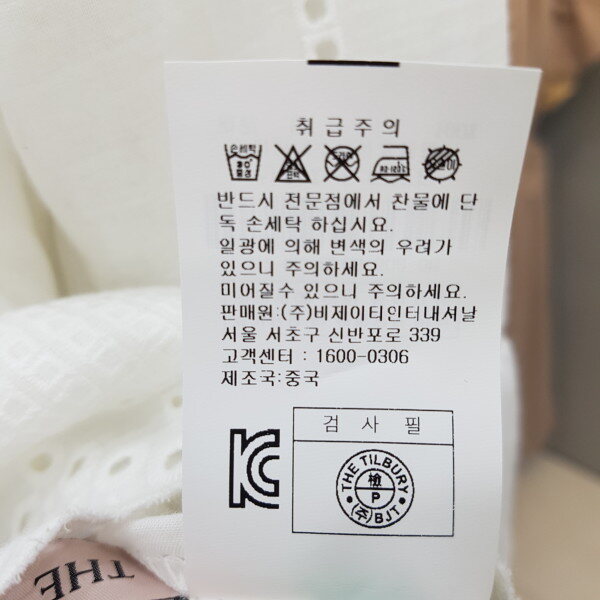 취급주의
손세탁
30
중성
80~120℃
반드시 전문점에서 찬물에 단
독 손세탁 하십시요.
일광에 의해 변색의 우려가
있으니 주의하세요.
미어질수 있으니 주의하세요.
판매원:(주)비제이티인터내셔날
서울 서초구 신반포로 339
고객센터 : 1600-0306
제조국:중국
검 사 필
THE TILBURY
檢
P
(주)BJT
THE